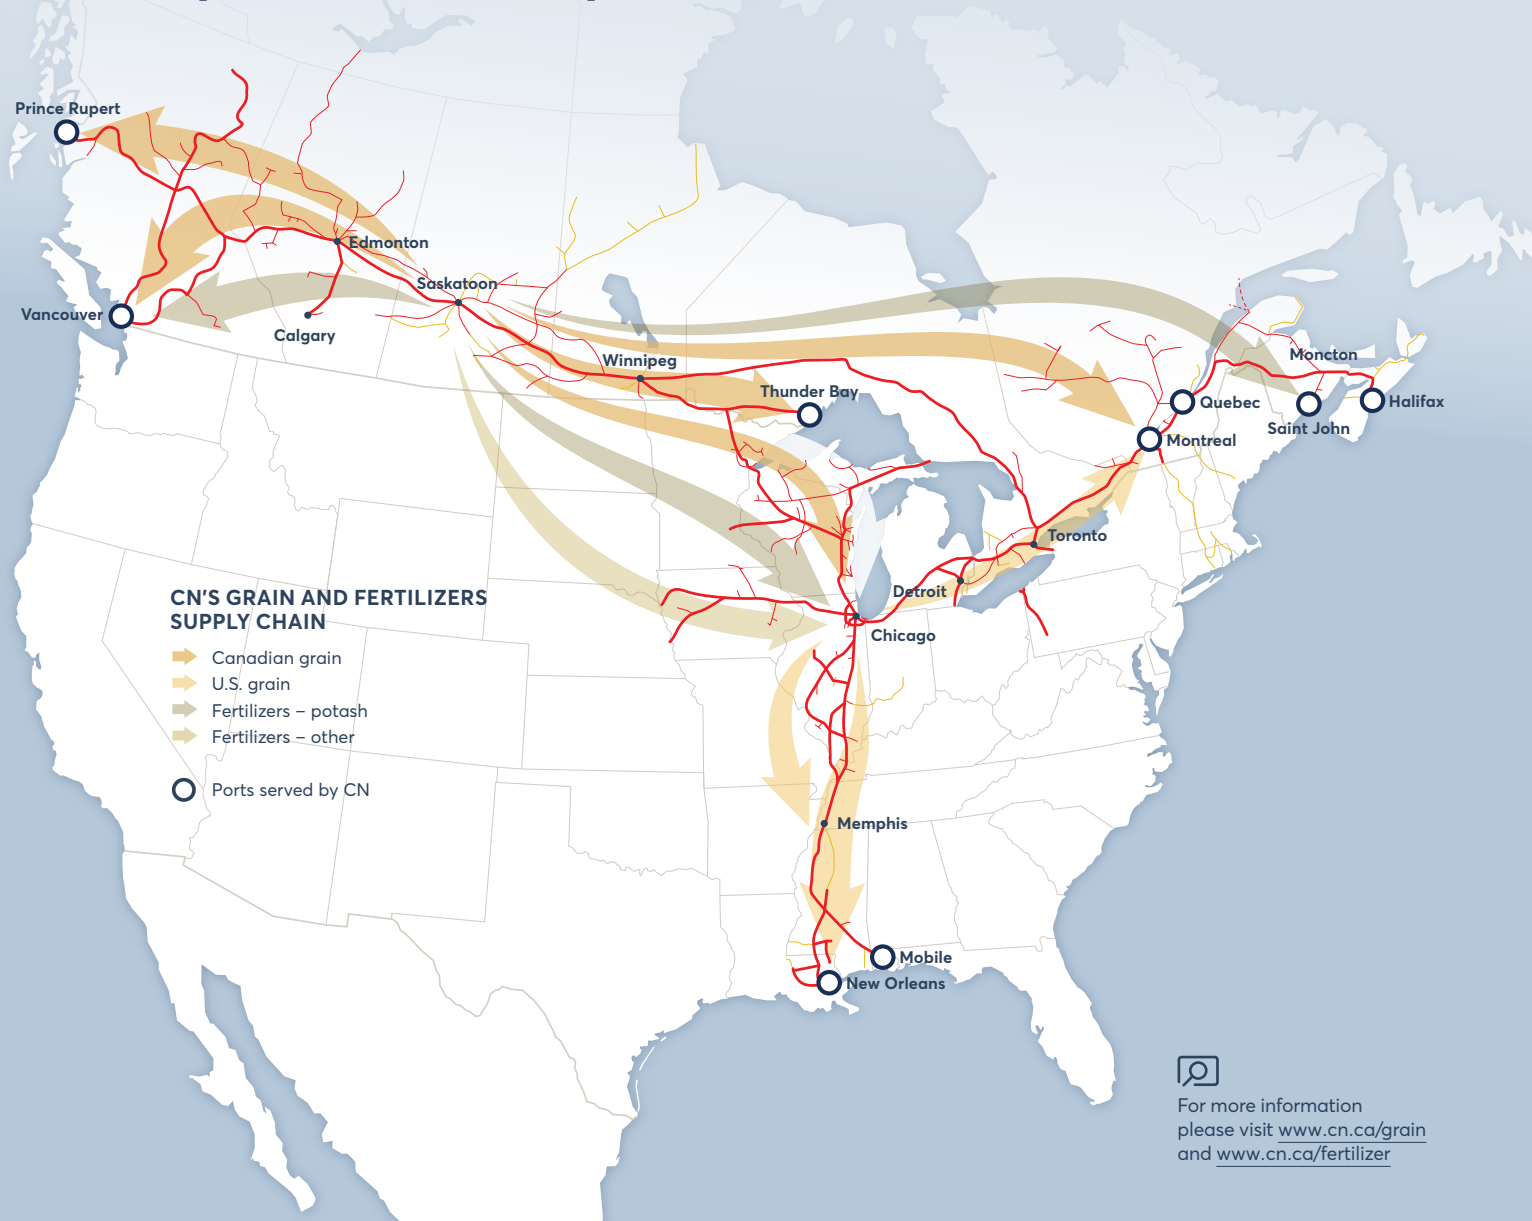 Prince Rupert
Edmonton
Saskatoon
Vancouver
Calgary
Winnipeg
Thunder Bay
Moncton
Quebec
Halifax
Saint John
Montreal
Toronto
Detroit
Chicago
CN'S GRAIN AND FERTILIZERS
SUPPLY CHAIN
Canadian grain
U.S. grain
Fertilizers – potash
Fertilizers – other
Ports served by CN
Memphis
Mobile
New Orleans
For more information
please visit www.cn.ca/grain
and www.cn.ca/fertilizer